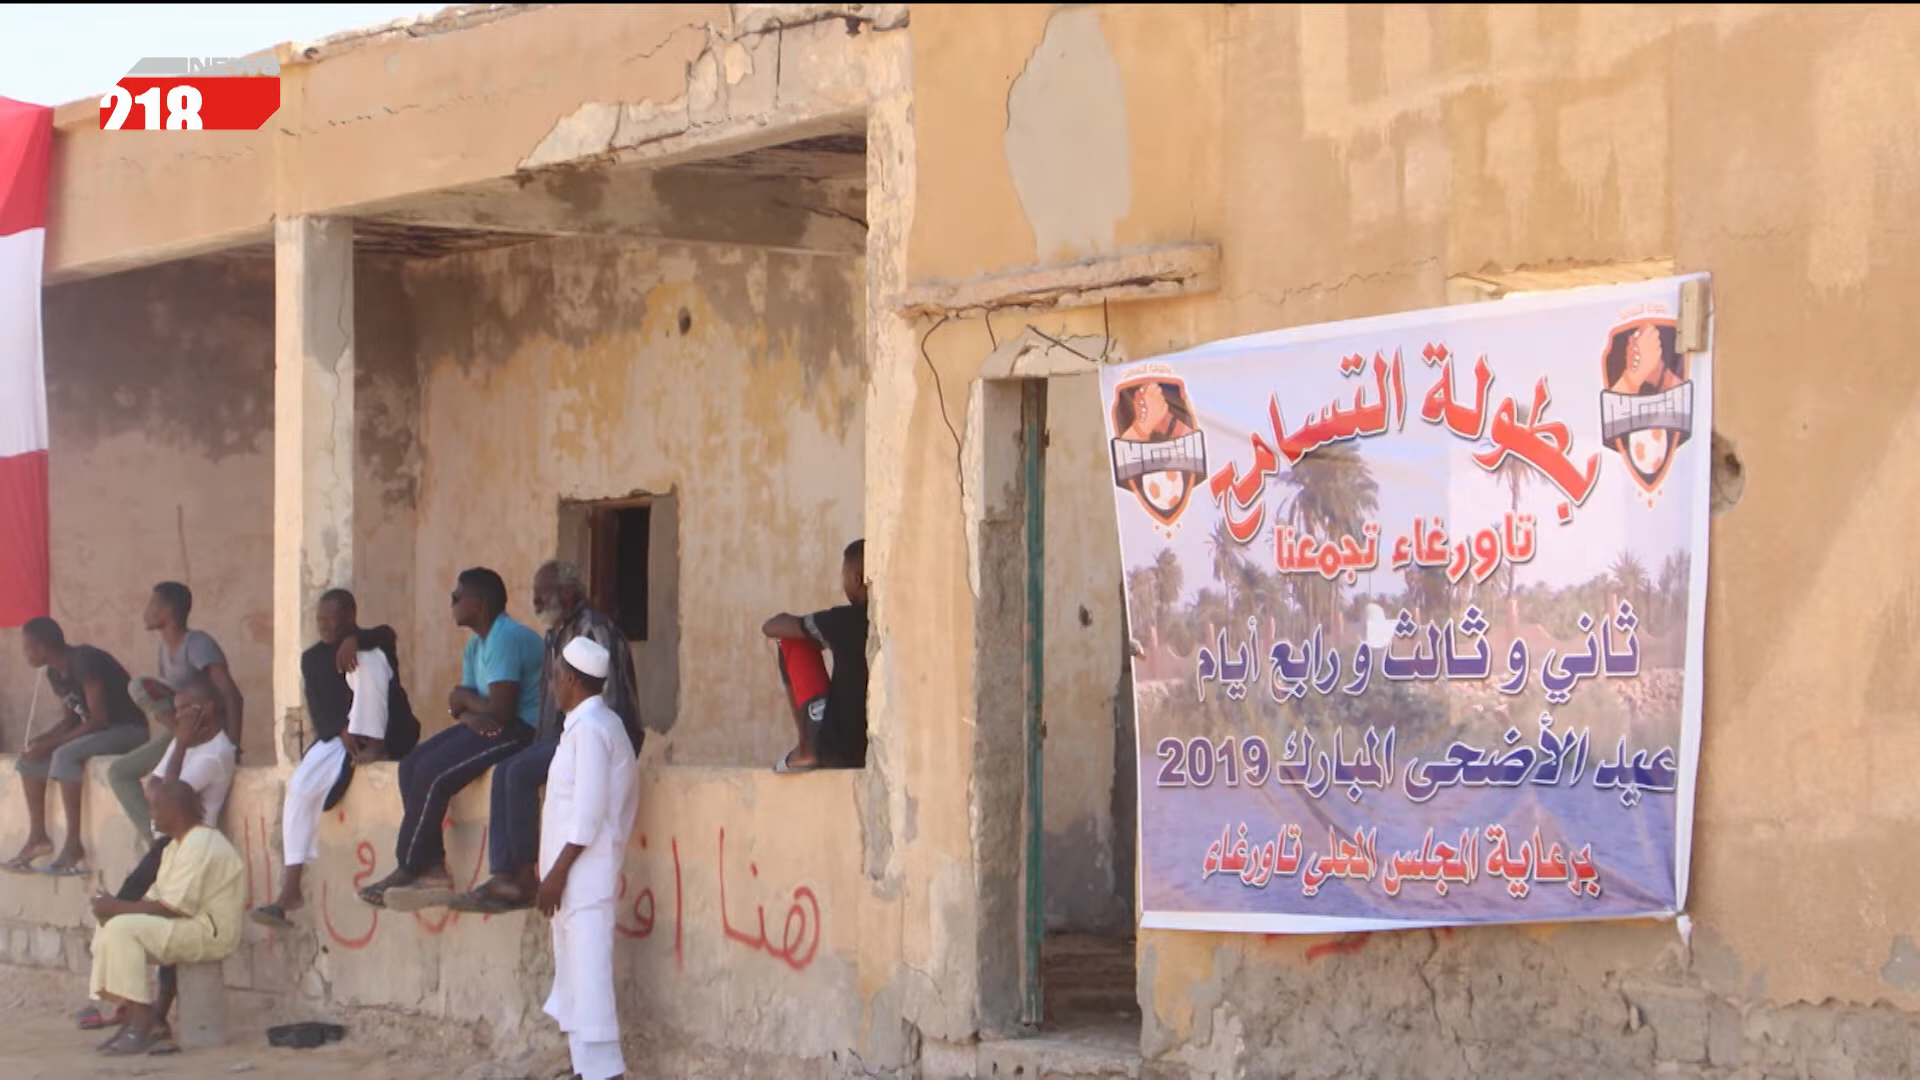 NEWS
218
بطولة التسامح
تاورغاء تجمعنا
ثاني و ثالث و رابع أيام
عيد الأضحى المبارك 2019
برعاية المجلس المحلي تاورغاء
هنا
في